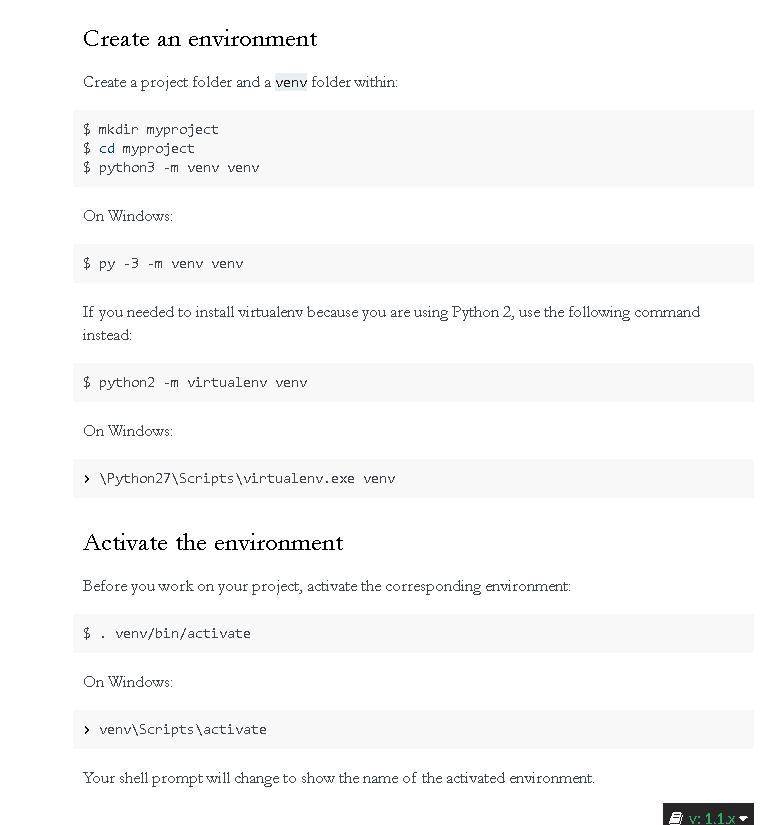 Create an environment
Create a project folder and a venv folder within:
$ mkdir myproject
$ cd myproject
$ python3 -m venv venv
On Windows:
$ py -3 -m venv venv
If you needed to install virtualenv because you are using Python 2, use the following command
instead:
$ python2 -m virtualenv venv
On Windows:
> \Python27\Scripts\virtualenv.exe venv
Activate the environment
Before you work on your project, activate the corresponding environment:
$ . venv/bin/activate
On Windows:
> venv\Scripts\activate
Your shell prompt will change to show the name of the activated environment.
v: 1.1.x